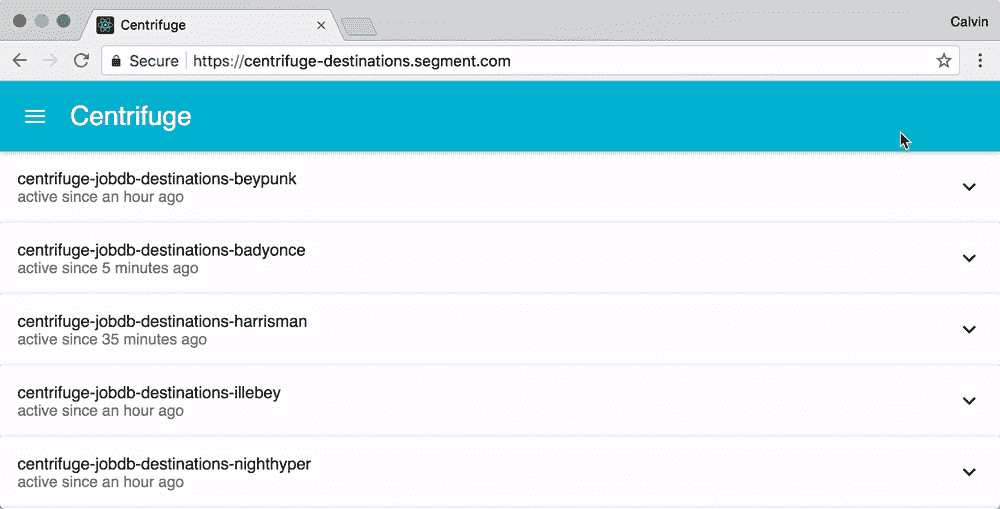 Centrifuge
Calvin
Secure https://centrifuge-destinations.segment.com
Centrifuge
centrifuge-jobdb-destinations-beypunk
active since an hour ago
centrifuge-jobdb-destinations-badyonce
active since 5 minutes ago
centrifuge-jobdb-destinations-harrisman
active since 35 minutes ago
centrifuge-jobdb-destinations-illebey
active since an hour ago
centrifuge-jobdb-destinations-nighthyper
active since an hour ago